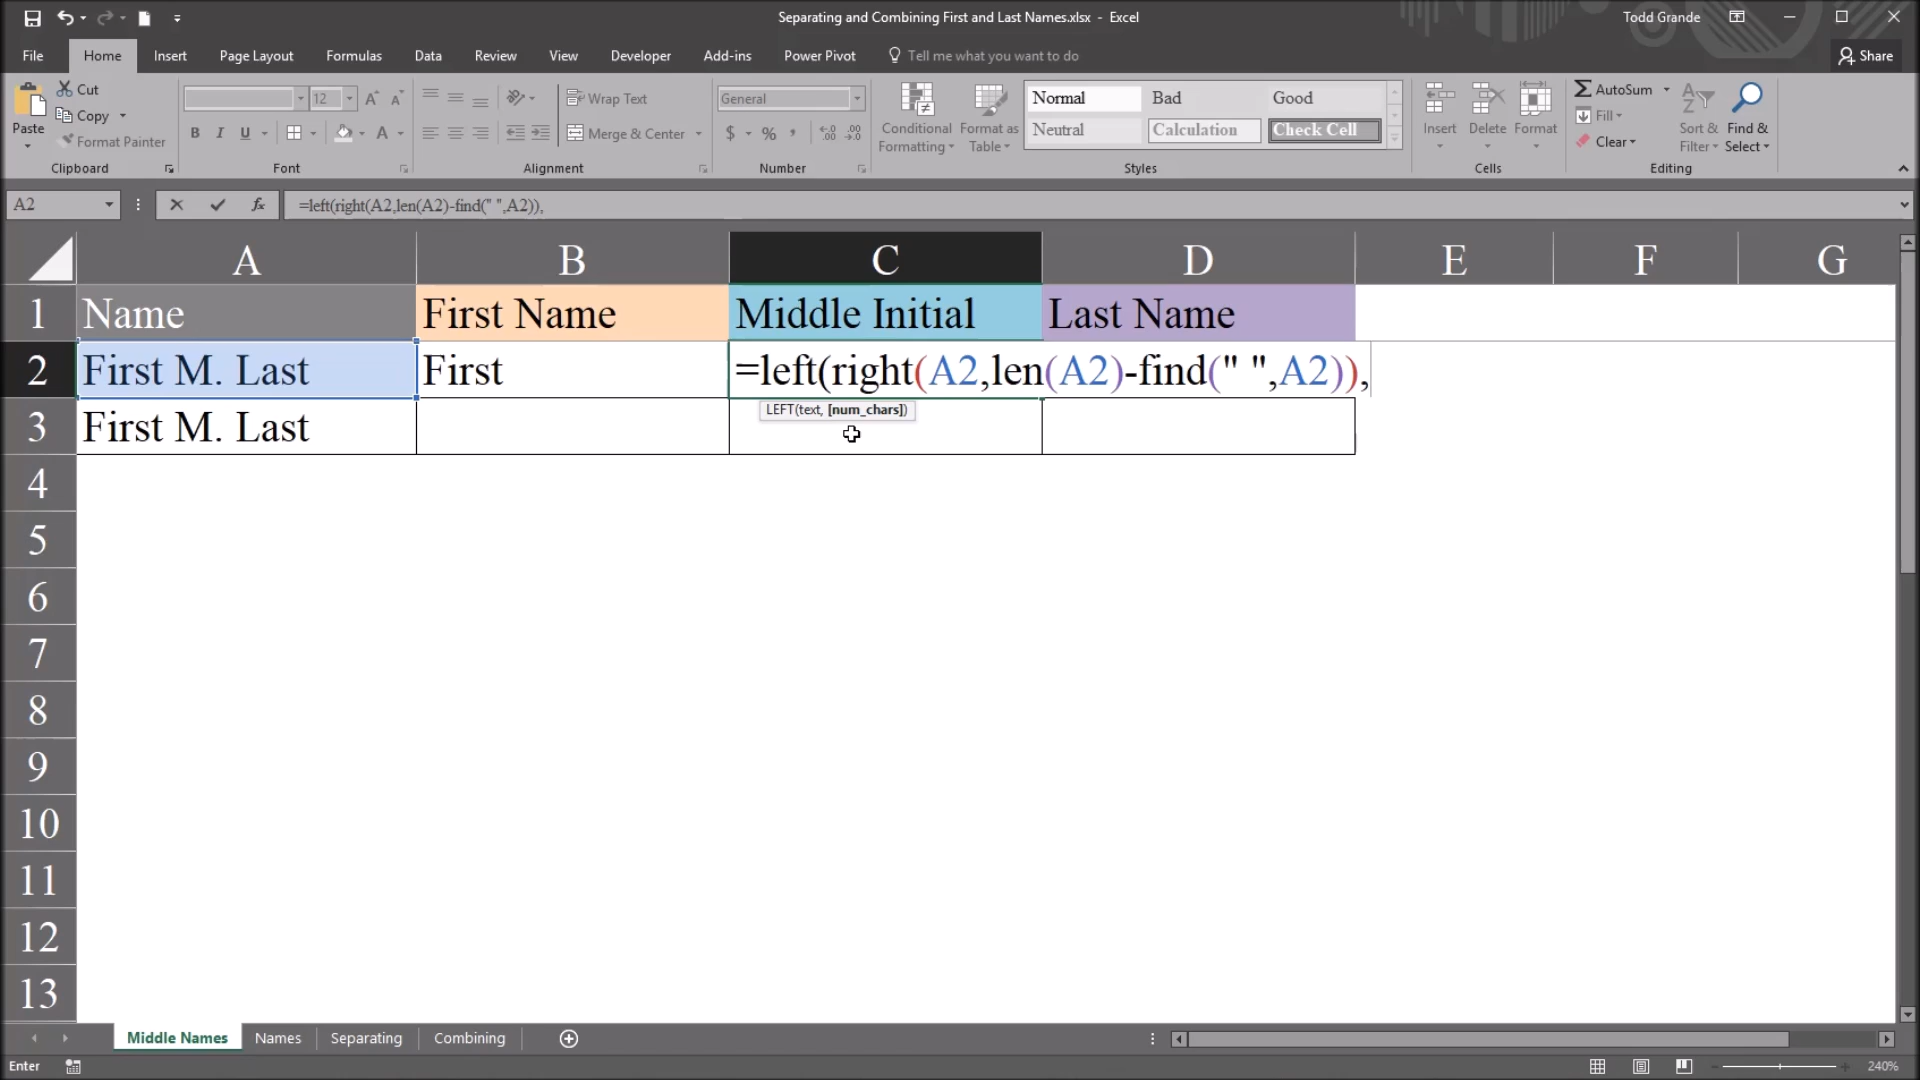 Separating and Combining First and Last Names.xlsx - Excel
Todd Grande
File Home Insert Page Layout Formulas Data Review View Developer Add-ins Power Pivot Tell me what you want to do
Share
Paste
Cut
Copy
Format Painter
Clipboard
12
A A
B I U
A
Font
Wrap Text
Merge & Center
Alignment
General
$ % ,
.00
.00
Number
Conditional
Formatting
Format as
Table
Normal Bad Good
Neutral Calculation Check Cell
Styles
Insert Delete Format
Cells
AutoSum
Fill
Clear
Sort &
Filter
Find &
Select
Editing
A2
fx
=left(right(A2,len(A2)-find(" ",A2)),
A B C D E F G
1 Name First Name Middle Initial Last Name
2 First M. Last First =left(right(A2,len(A2)-find(" ",A2)),
LEFT(text, [num_chars])
3 First M. Last
4
5
6
7
8
9
10
11
12
13
Middle Names Names Separating Combining
Enter
240%